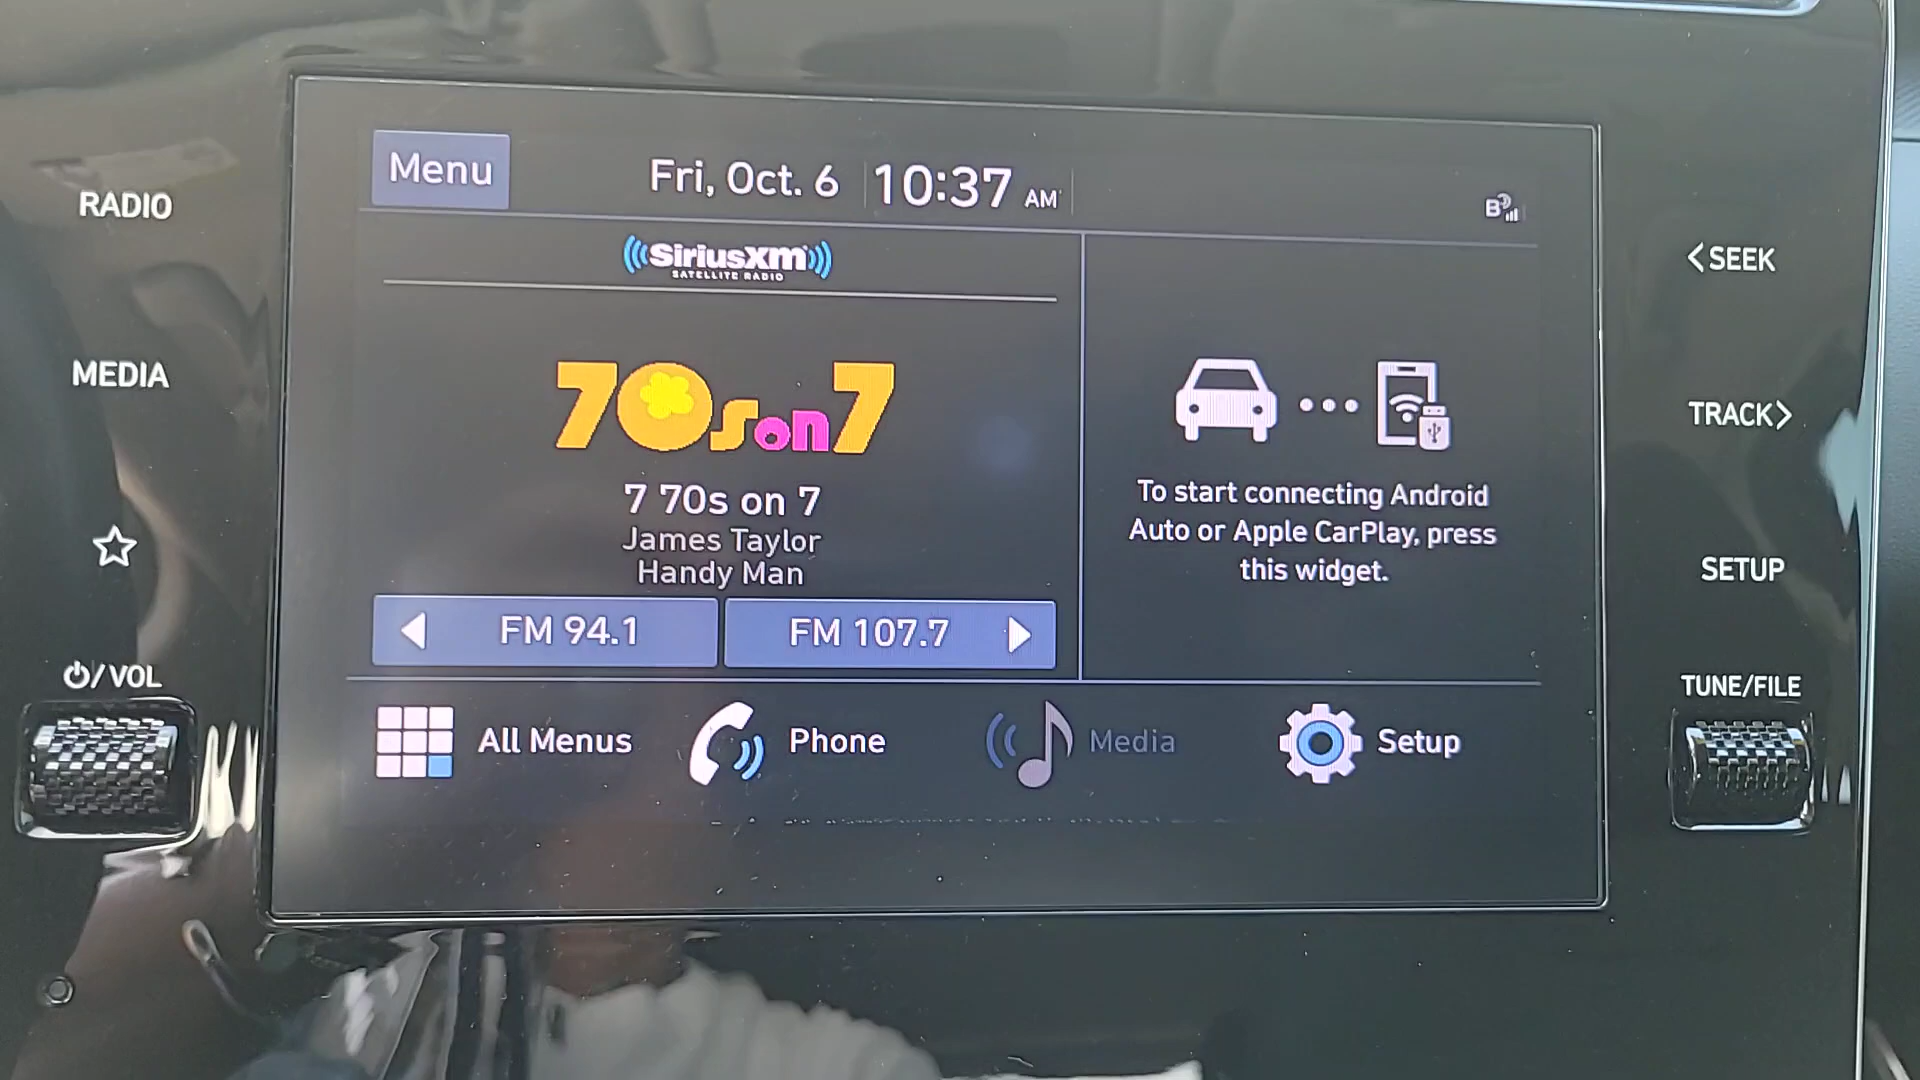 Menu
Fri, Oct. 6
10:37 AM
B
RADIO
MEDIA
/VOL
SiriusXM
SATELLITE RADIO
70s on 7
7 70s on 7
James Taylor
Handy Man
FM 94.1
FM 107.7
To start connecting Android
Auto or Apple CarPlay, press
this widget.
All Menus
Phone
Media
Setup
<SEEK
TRACK>
SETUP
TUNE/FILE